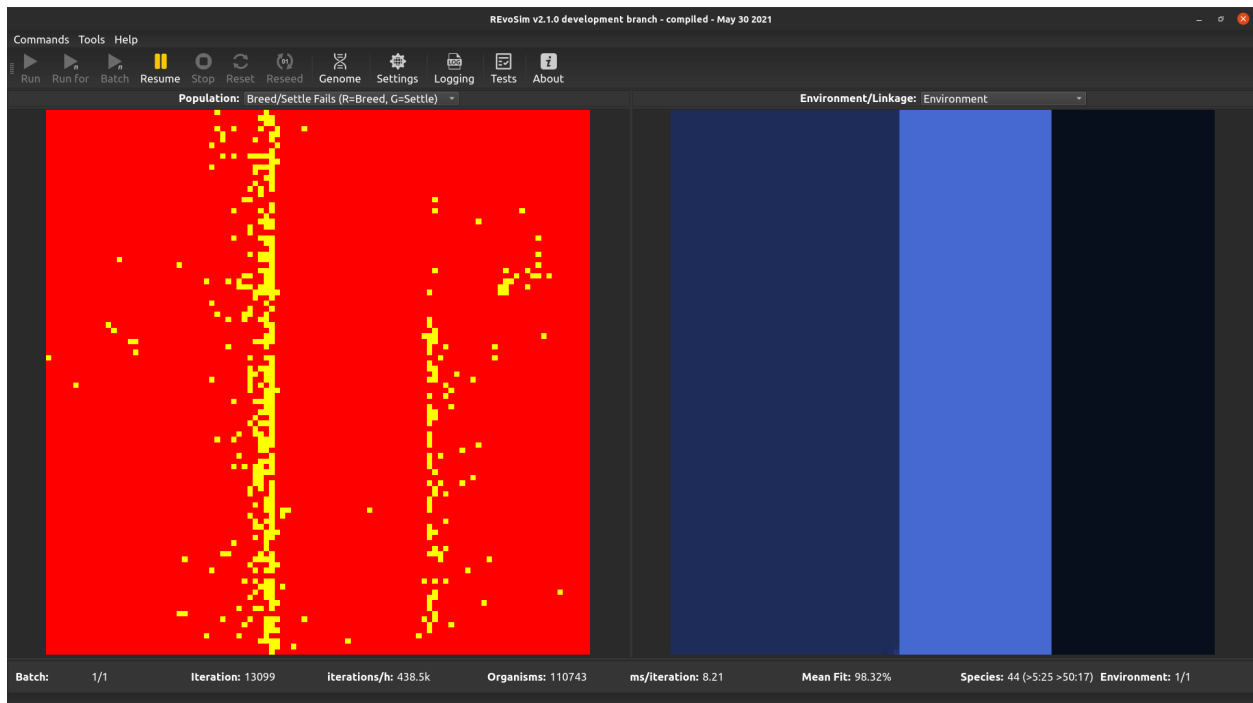 REvoSim v2.1.0 development branch - compiled - May 30 2021
Commands Tools Help
Run Run for Batch Resume Stop Reset Reseed Genome Settings Logging Tests About
Population: Breed/Settle Fails (R=Breed, G=Settle) Environment/Linkage: Environment
Batch: 1/1 Iteration: 13099 iterations/h: 438.5k Organisms: 110743 ms/iteration: 8.21 Mean Fit: 98.32% Species: 44 (>5:25 >50:17) Environment: 1/1